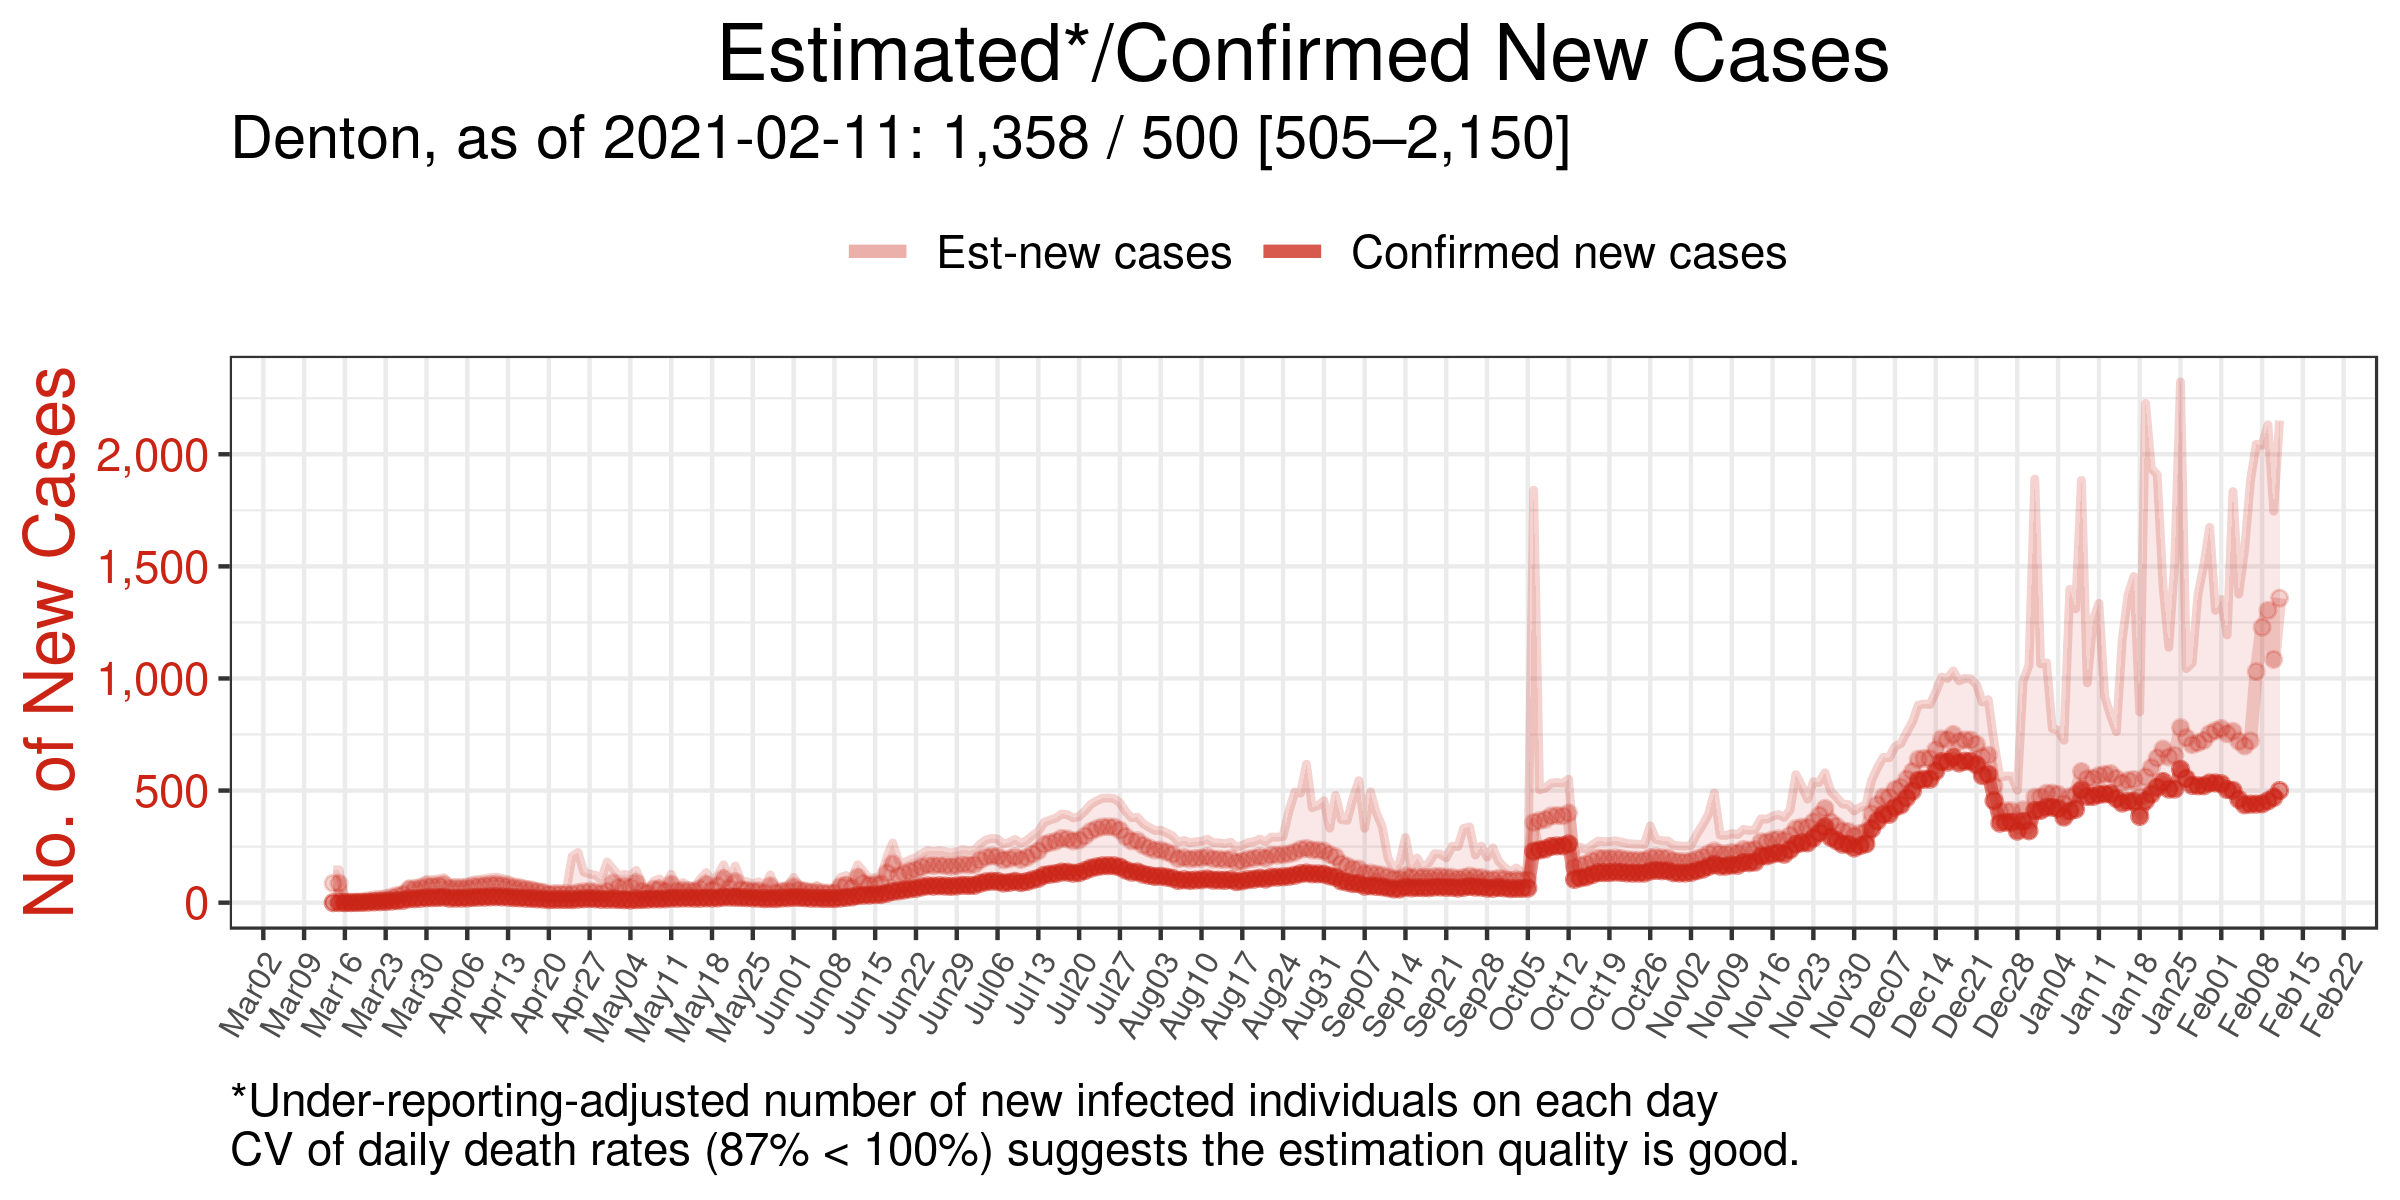 Estimated*/Confirmed New Cases
Denton, as of 2021-02-11: 1,358 / 500 [505–2,150]
Est-new cases Confirmed new cases
No. of New Cases
2,000
1,500
1,000
500
0
Mar02 Mar09 Mar16 Mar23 Mar30 Apr06 Apr13 Apr20 Apr27 May04 May11 May18 May25 Jun01 Jun08 Jun15 Jun22 Jun29 Jul06 Jul13 Jul20 Jul27 Aug03 Aug10 Aug17 Aug24 Aug31 Sep07 Sep14 Sep21 Sep28 Oct05 Oct12 Oct19 Oct26 Nov02 Nov09 Nov16 Nov23 Nov30 Dec07 Dec14 Dec21 Dec28 Jan04 Jan11 Jan18 Jan25 Feb01 Feb08 Feb15 Feb22
*Under-reporting-adjusted number of new infected individuals on each day
CV of daily death rates (87% < 100%) suggests the estimation quality is good.